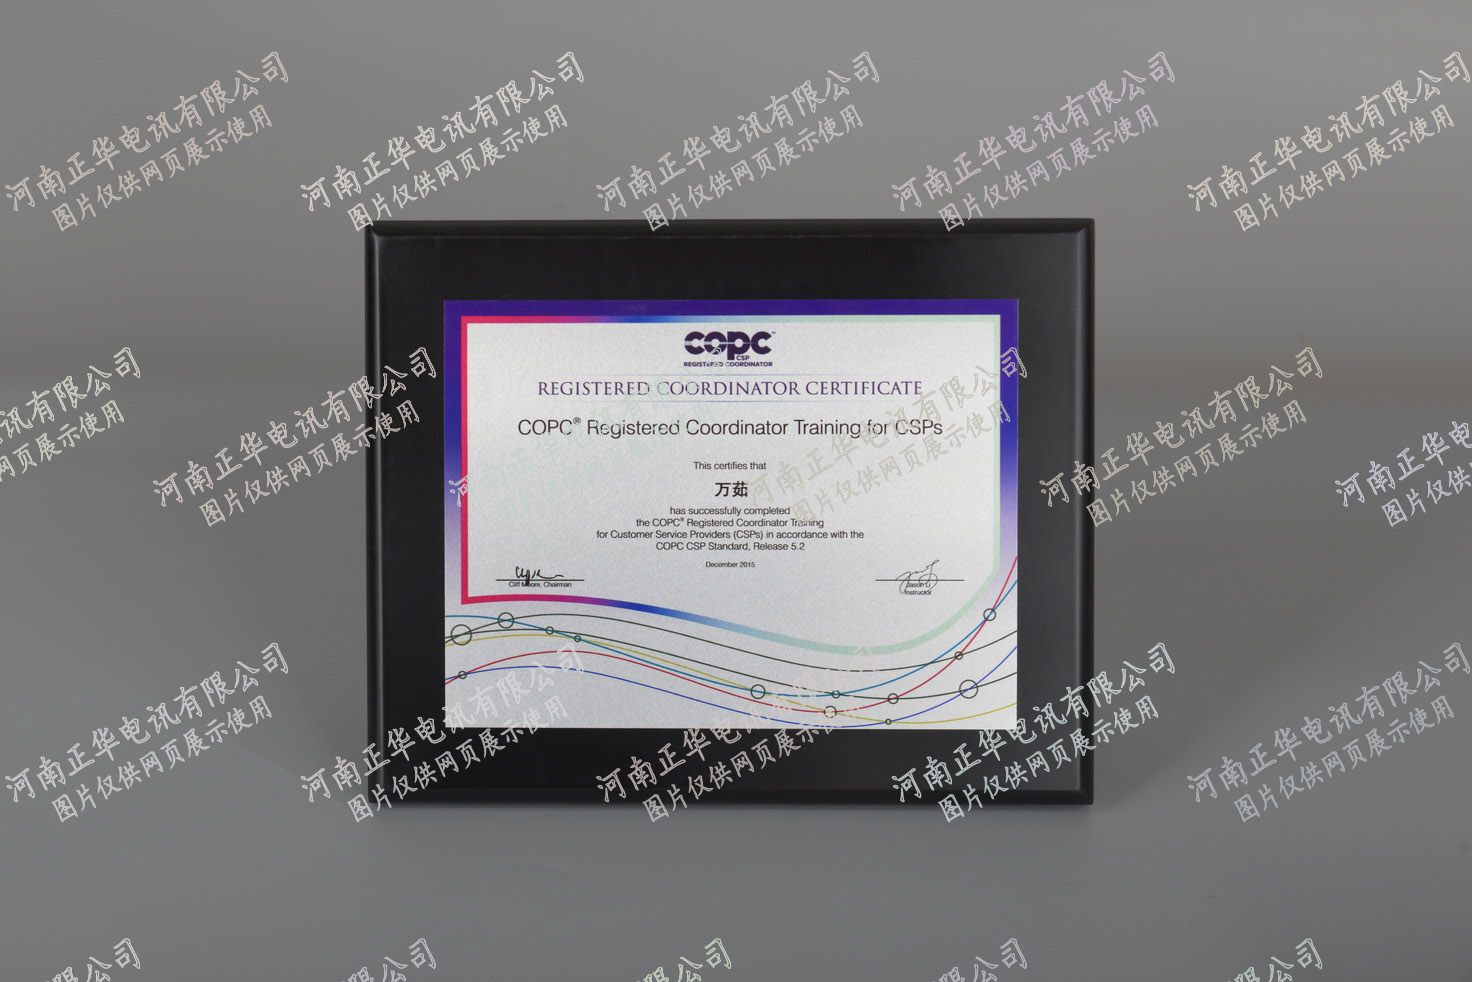 河南正华电讯有限公司
图片仅供网页展示使用
COPC™
CSP
REGISTERED COORDINATOR
REGISTERED COORDINATOR CERTIFICATE
COPC® Registered Coordinator Training for CSPs
This certifies that
万茹
has successfully completed
the COPC® Registered Coordinator Training
for Customer Service Providers (CSPs) in accordance with the
COPC CSP Standard, Release 5.2
December 2015
Cliff Moore, Chairman
Jason Li
Instructor